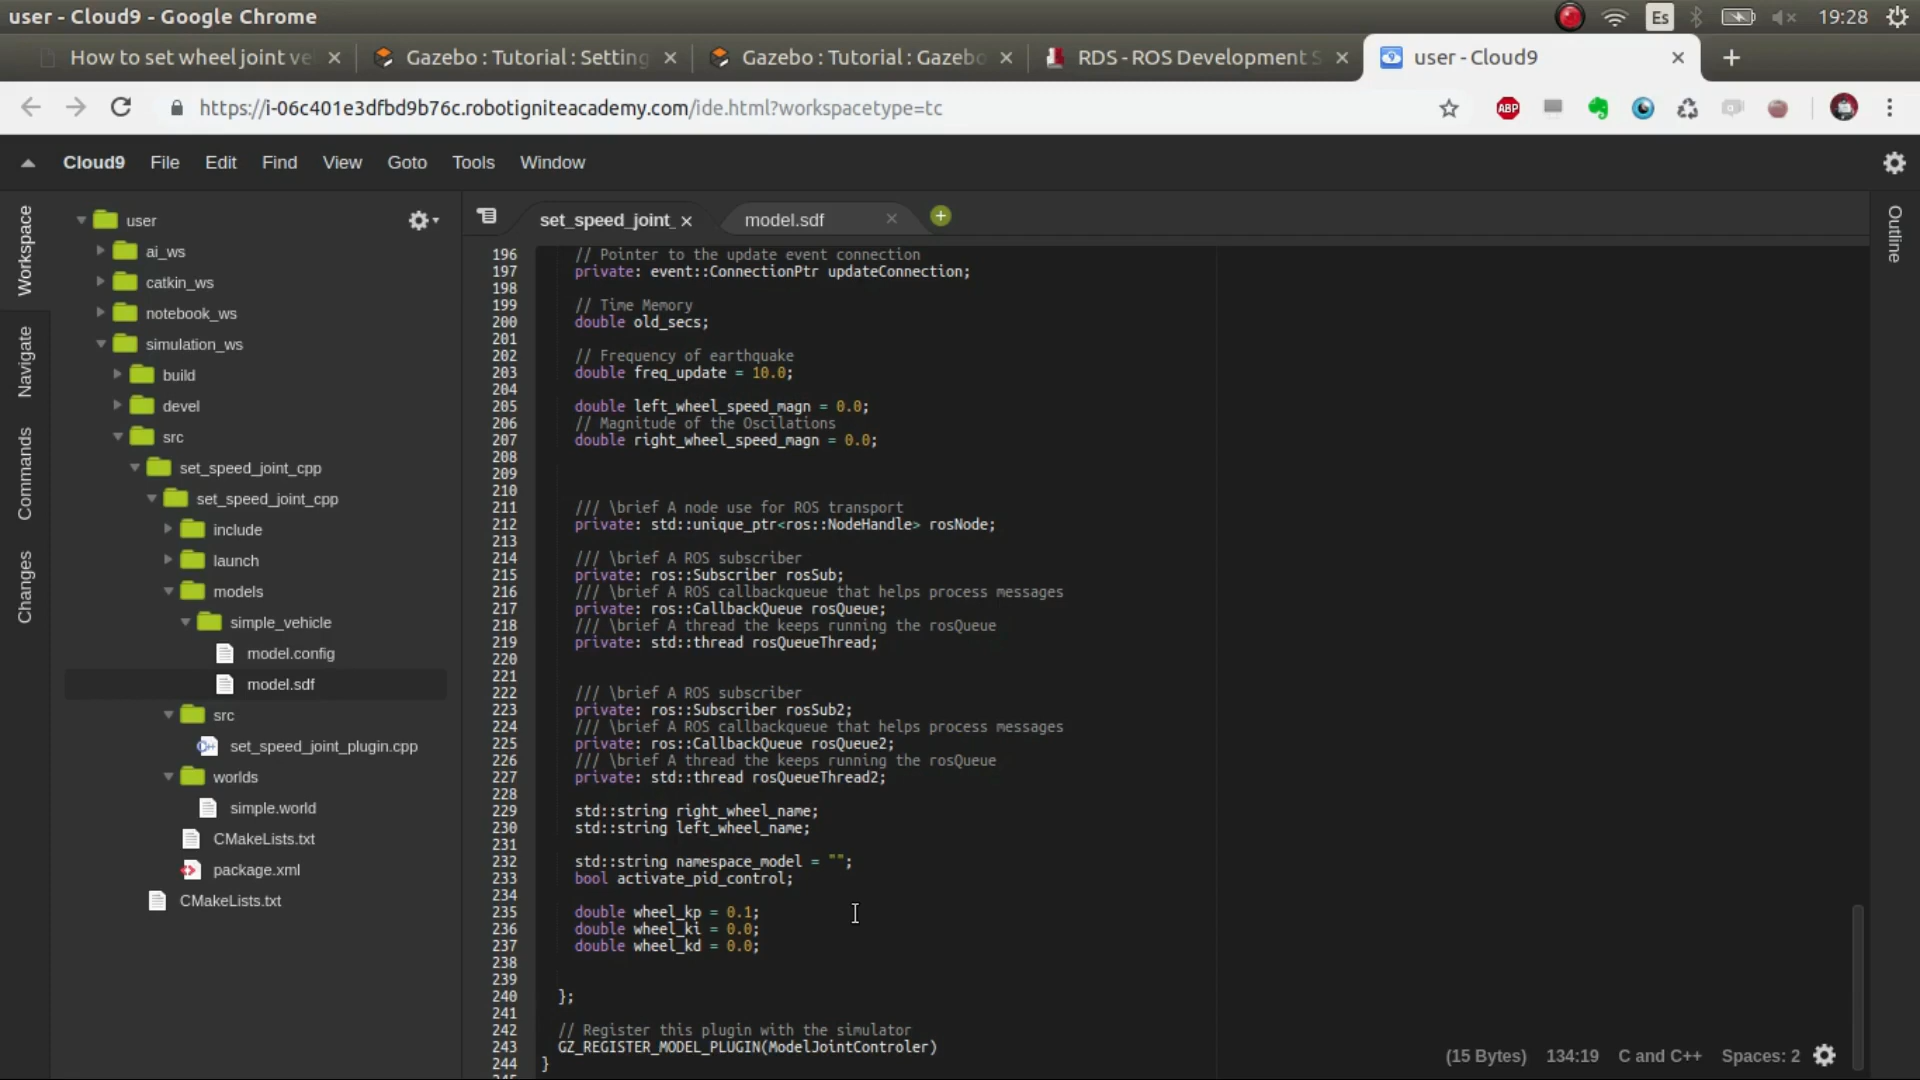 user - Cloud9 - Google Chrome
Es
19:28
How to set wheel joint ve
Gazebo : Tutorial : Setting
Gazebo : Tutorial : Gazebo
RDS - ROS Development S
user - Cloud9
https://i-06c401e3dfbd9b76c.robotigniteacademy.com/ide.html?workspacetype=tc
ABP
Cloud9 File Edit Find View Goto Tools Window
Workspace
Navigate
Commands
Changes
user
ai_ws
catkin_ws
notebook_ws
simulation_ws
build
devel
src
set_speed_joint_cpp
set_speed_joint_cpp
include
launch
models
simple_vehicle
model.config
model.sdf
src
set_speed_joint_plugin.cpp
worlds
simple.world
CMakeLists.txt
package.xml
CMakeLists.txt
set_speed_joint_
model.sdf
196 // Pointer to the update event connection
197 private: event::ConnectionPtr updateConnection;
198
199 // Time Memory
200 double old_secs;
201
202 // Frequency of earthquake
203 double freq_update = 10.0;
204
205 double left_wheel_speed_magn = 0.0;
206 // Magnitude of the Oscilations
207 double right_wheel_speed_magn = 0.0;
208
209
210
211 /// \brief A node use for ROS transport
212 private: std::unique_ptr<ros::NodeHandle> rosNode;
213
214 /// \brief A ROS subscriber
215 private: ros::Subscriber rosSub;
216 /// \brief A ROS callbackqueue that helps process messages
217 private: ros::CallbackQueue rosQueue;
218 /// \brief A thread the keeps running the rosQueue
219 private: std::thread rosQueueThread;
220
221
222 /// \brief A ROS subscriber
223 private: ros::Subscriber rosSub2;
224 /// \brief A ROS callbackqueue that helps process messages
225 private: ros::CallbackQueue rosQueue2;
226 /// \brief A thread the keeps running the rosQueue
227 private: std::thread rosQueueThread2;
228
229 std::string right_wheel_name;
230 std::string left_wheel_name;
231
232 std::string namespace_model = "";
233 bool activate_pid_control;
234
235 double wheel_kp = 0.1;
236 double wheel_ki = 0.0;
237 double wheel_kd = 0.0;
238
239
240 };
241
242 // Register this plugin with the simulator
243 GZ_REGISTER_MODEL_PLUGIN(ModelJointControler)
244 }
(15 Bytes) 134:19 C and C++ Spaces: 2
Outline